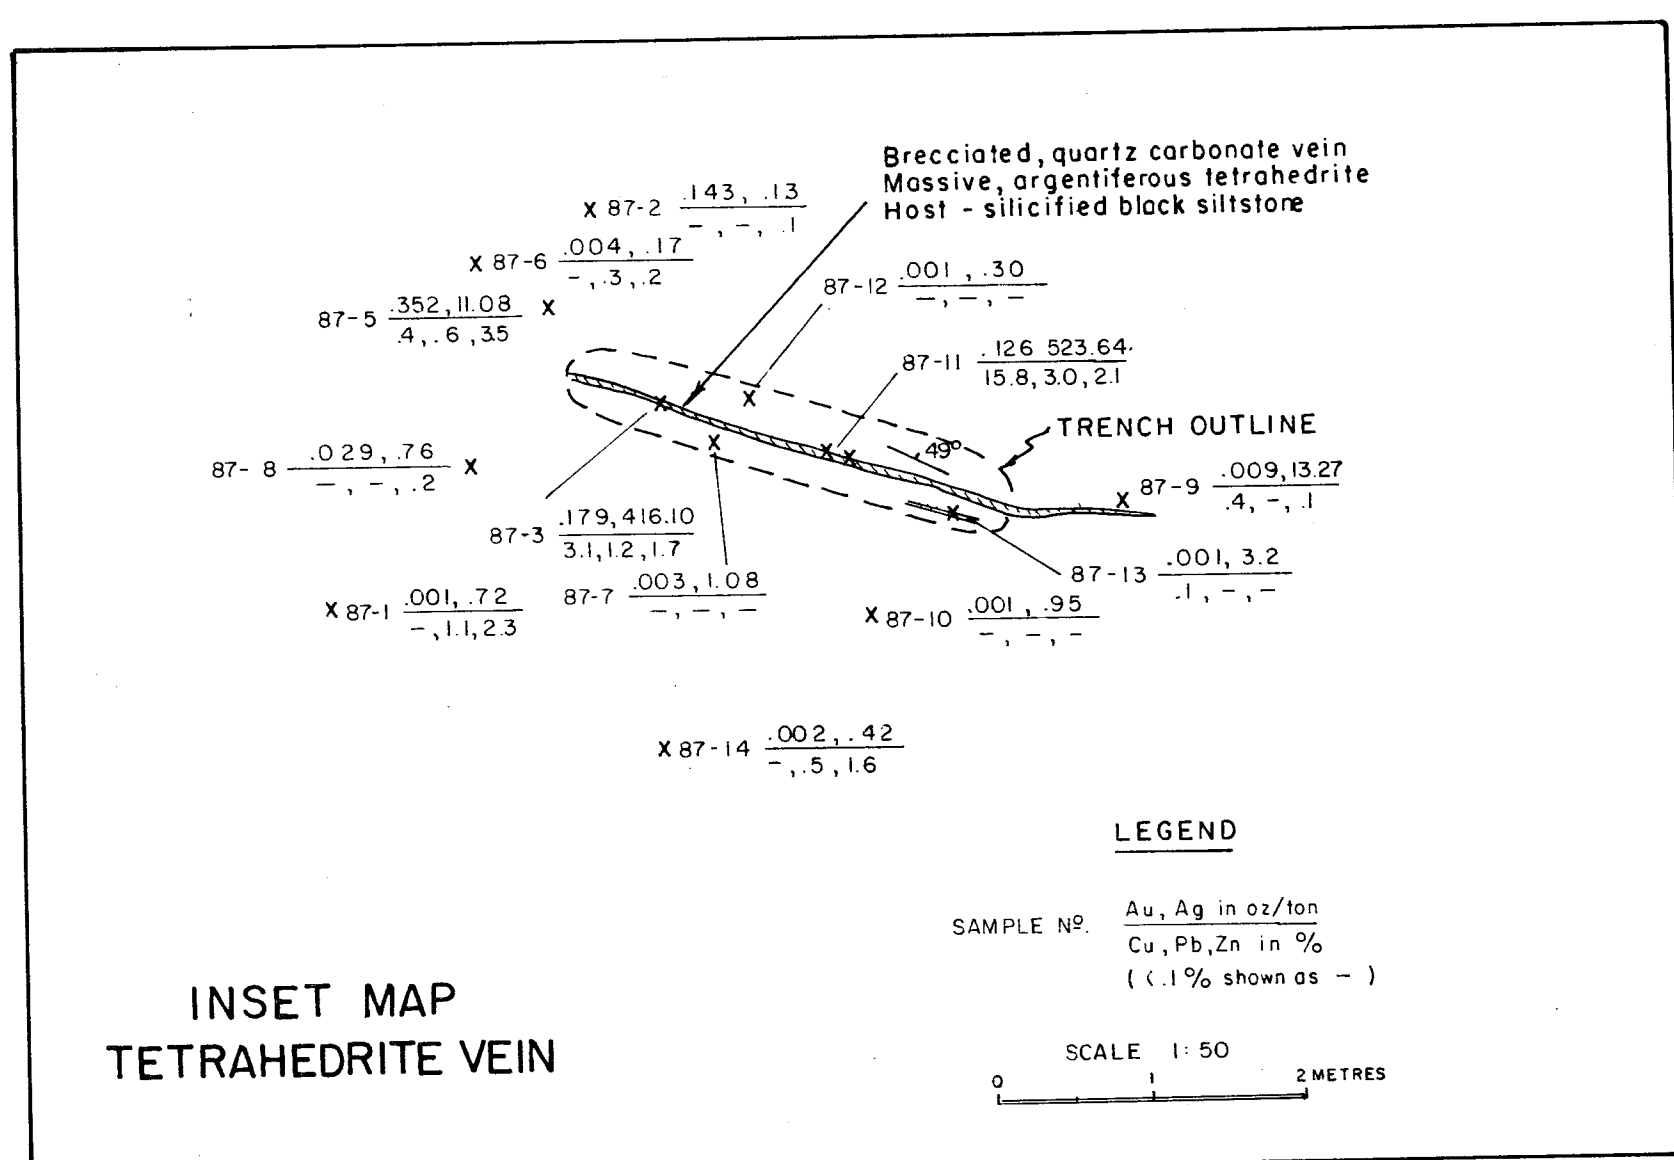 Brecciated, quartz carbonate vein
Massive, argentiferous tetrahedrite
Host - silicified black siltstone
X 87-2 .143, .13
-, -, .1
X 87-6 .004, .17
-, .3, .2
87-5 .352, 11.08 X
.4, .6, 3.5
87-12 .001, .30
-, -, -
87-11 .126 523.64
15.8, 3.0, 2.1
TRENCH OUTLINE
49°
87-8 .029, .76 X
-, -, .2
X 87-9 .009, 13.27
.4, -, .1
87-3 .179, 416.10
3.1, 1.2, 1.7
87-13 .001, 3.2
.1, -, -
X 87-1 .001, .72
-, 1.1, 2.3
87-7 .003, 1.08
-, -, -
X 87-10 .001, .95
-, -, -
X 87-14 .002, .42
-, .5, 1.6
LEGEND
SAMPLE Nº. Au, Ag in oz/ton
Cu, Pb, Zn in %
( < .1 % shown as - )
INSET MAP
TETRAHEDRITE VEIN
SCALE 1:50
0 1 2 METRES